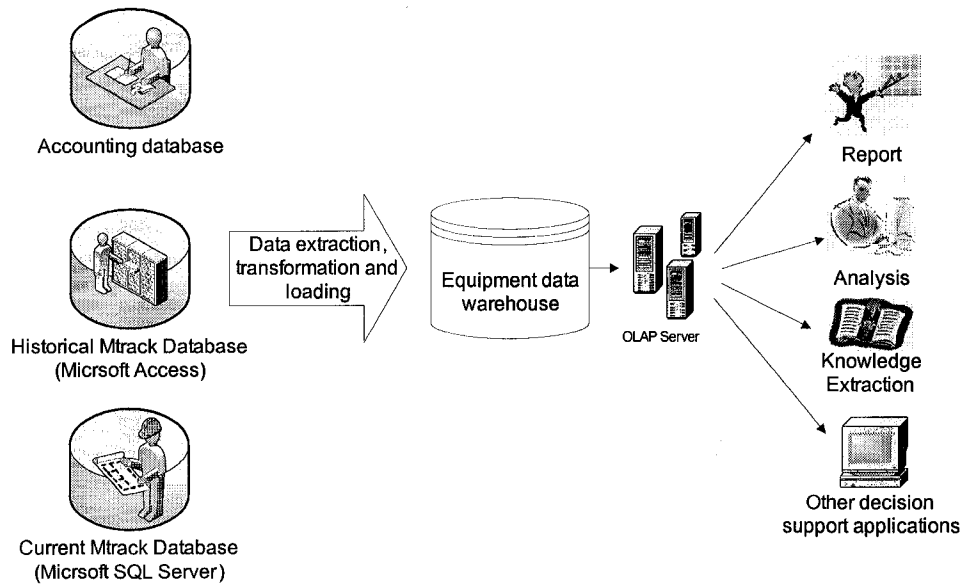 Accounting database
Historical Mtrack Database
(Micrsoft Access)
Current Mtrack Database
(Micrsoft SQL Server)
Data extraction,
transformation and
loading
Equipment data
warehouse
OLAP Server
Report
Analysis
Knowledge
Extraction
Other decision
support applications